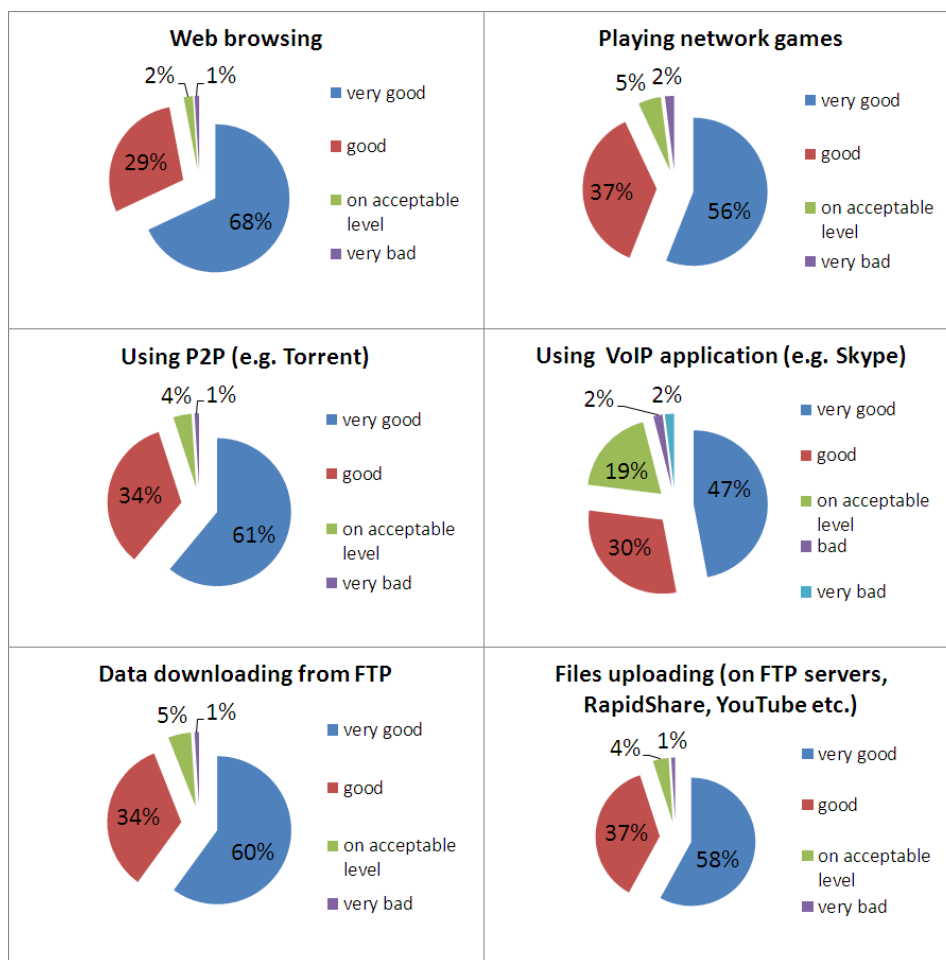 Web browsing
2%
1%
29%
68%
very good
good
on acceptable
level
very bad
Playing network games
5%
2%
37%
56%
very good
good
on acceptable
level
very bad
Using P2P (e.g. Torrent)
4%
1%
34%
61%
very good
good
on acceptable
level
very bad
Using VoIP application (e.g. Skype)
2%
2%
19%
47%
30%
very good
good
on acceptable
level
bad
very bad
Data downloading from FTP
5%
1%
34%
60%
very good
good
on acceptable
level
very bad
Files uploading (on FTP servers,
RapidShare, YouTube etc.)
4%
1%
37%
58%
very good
good
on acceptable
level
very bad